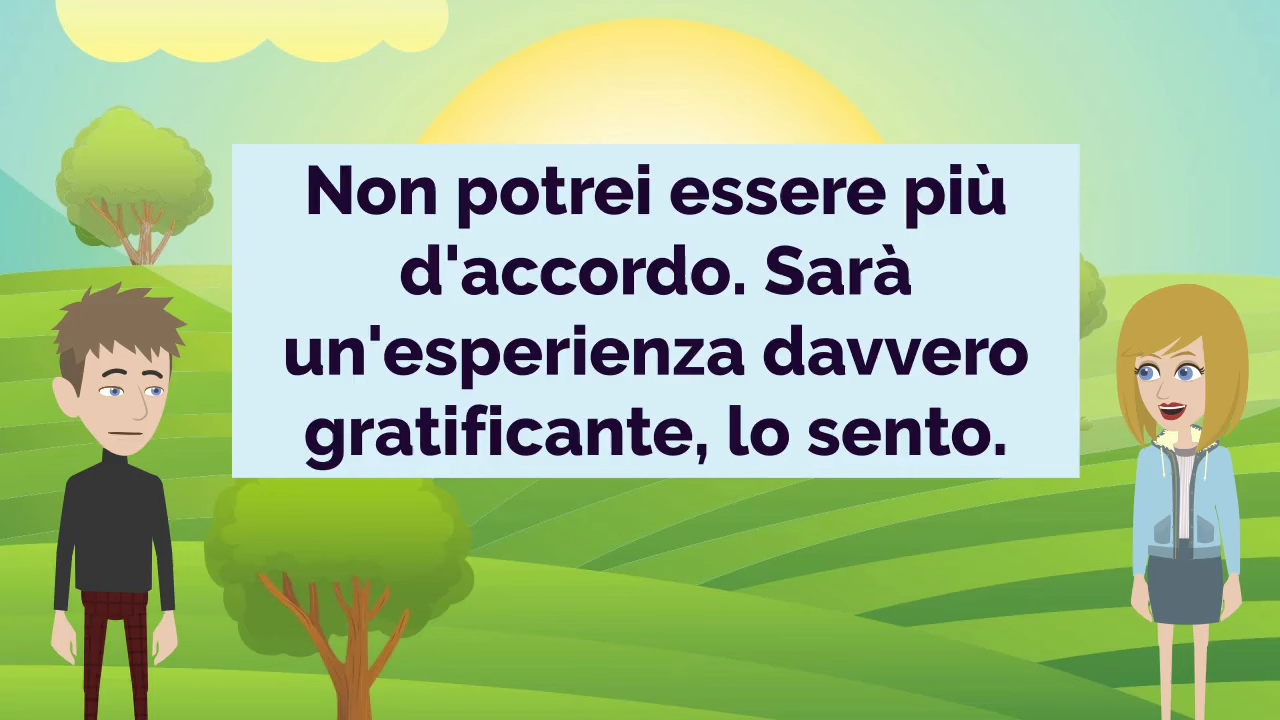 Non potrei essere più
d'accordo. Sarà
un'esperienza davvero
gratificante, lo sento.